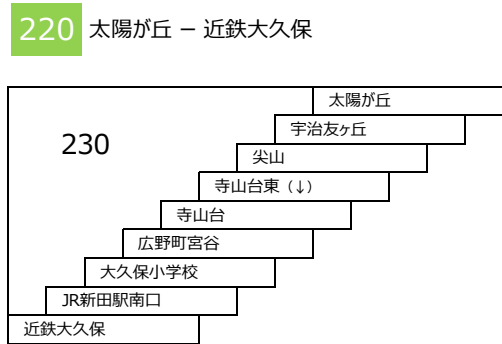 220 太陽が丘 － 近鉄大久保
太陽が丘
宇治友ヶ丘
230
尖山
寺山台東（↓）
寺山台
広野町宮谷
大久保小学校
JR新田駅南口
近鉄大久保